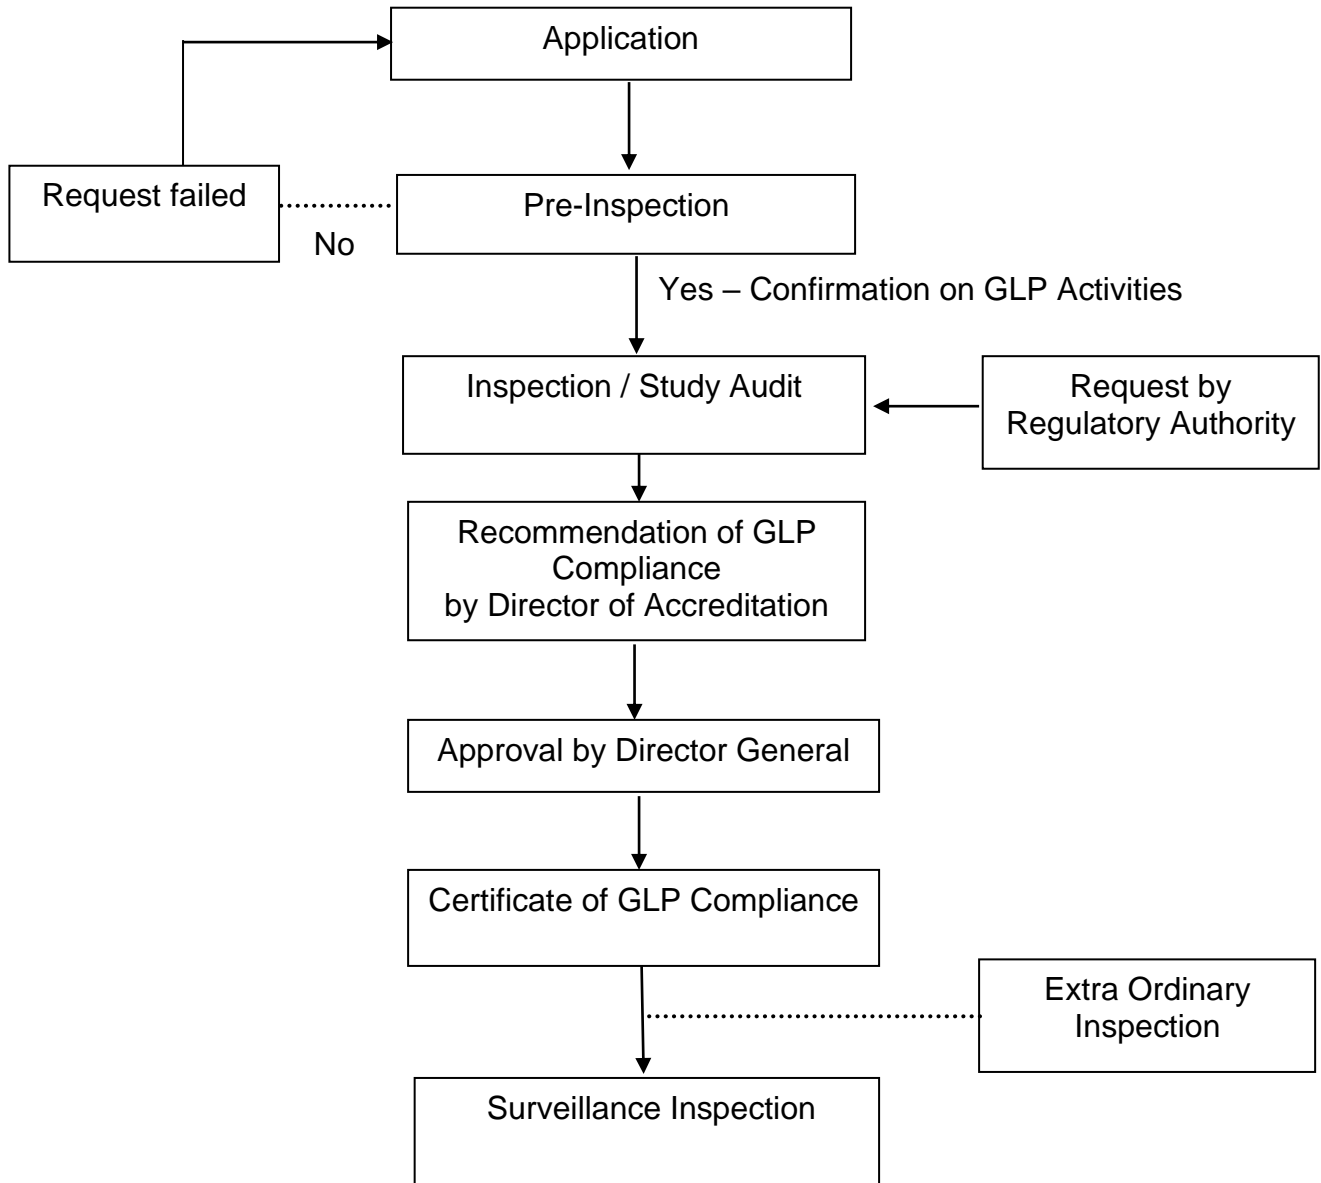 Application
Request failed
Pre-Inspection
No
Yes – Confirmation on GLP Activities
Inspection / Study Audit
Request by
Regulatory Authority
Recommendation of GLP
Compliance
by Director of Accreditation
Approval by Director General
Certificate of GLP Compliance
Extra Ordinary
Inspection
Surveillance Inspection